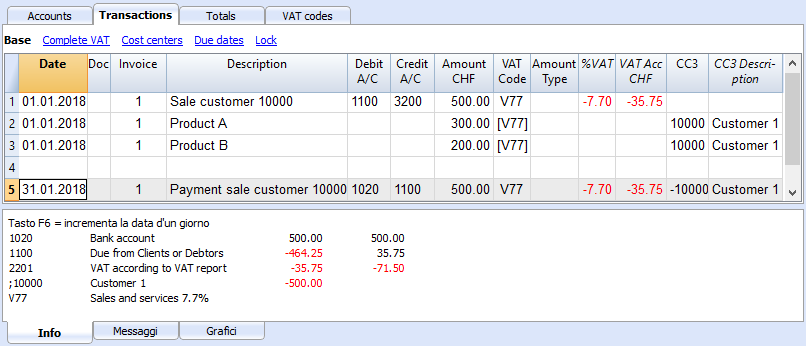 Accounts Transactions Totals VAT codes
Base Complete VAT Cost centers Due dates Lock
Date Doc Invoice Description Debit A/C Credit A/C Amount CHF VAT Code Amount Type %VAT VAT Acc CHF CC3 CC3 Descri-ption
1 01.01.2018 1 Sale customer 10000 1100 3200 500.00 V77 -7.70 -35.75
2 01.01.2018 1 Product A 300.00 [V77] 10000 Customer 1
3 01.01.2018 1 Product B 200.00 [V77] 10000 Customer 1
4
5 31.01.2018 1 Payment sale customer 10000 1020 1100 500.00 V77 -7.70 -35.75 -10000 Customer 1
Tasto F6 = incrementa la data d'un giorno
1020 Bank account 500.00 500.00
1100 Due from Clients or Debtors -464.25 35.75
2201 VAT according to VAT report -35.75 -71.50
;10000 Customer 1 -500.00
V77 Sales and services 7.7%
Info Messaggi Grafici